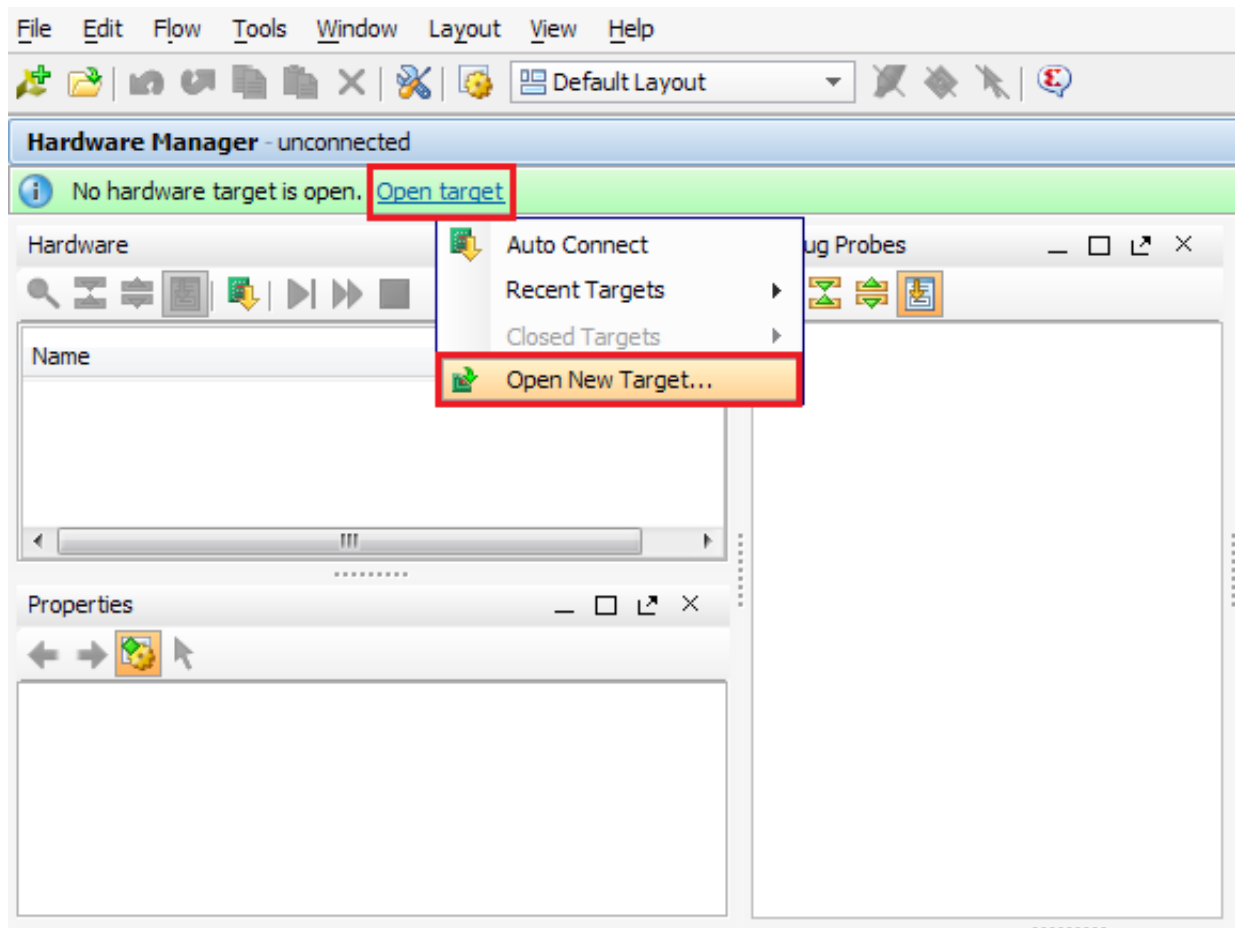 File Edit Flow Tools Window Layout View Help
Default Layout
Hardware Manager - unconnected
No hardware target is open. Open target
Hardware
ug Probes
Auto Connect
Recent Targets
Closed Targets
Open New Target...
Name
Properties